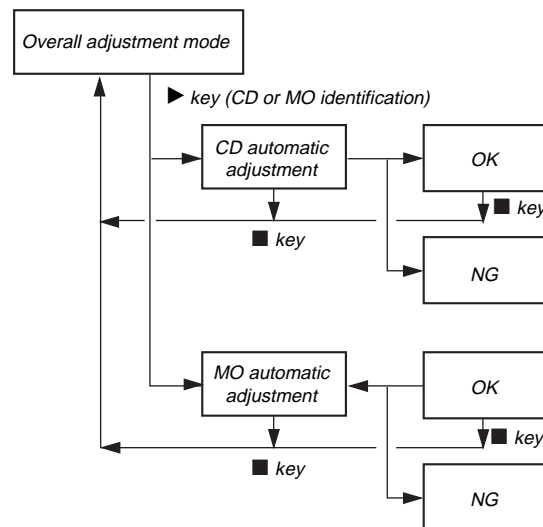 Overall adjustment mode
▶ key (CD or MO identification)
CD automatic
adjustment
OK
■ key
■ key
NG
MO automatic
adjustment
OK
■ key
■ key
NG